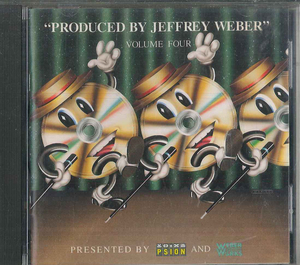 "PRODUCED BY JEFFREY WEBER"
VOLUME FOUR
PRESENTED BY PSION AND